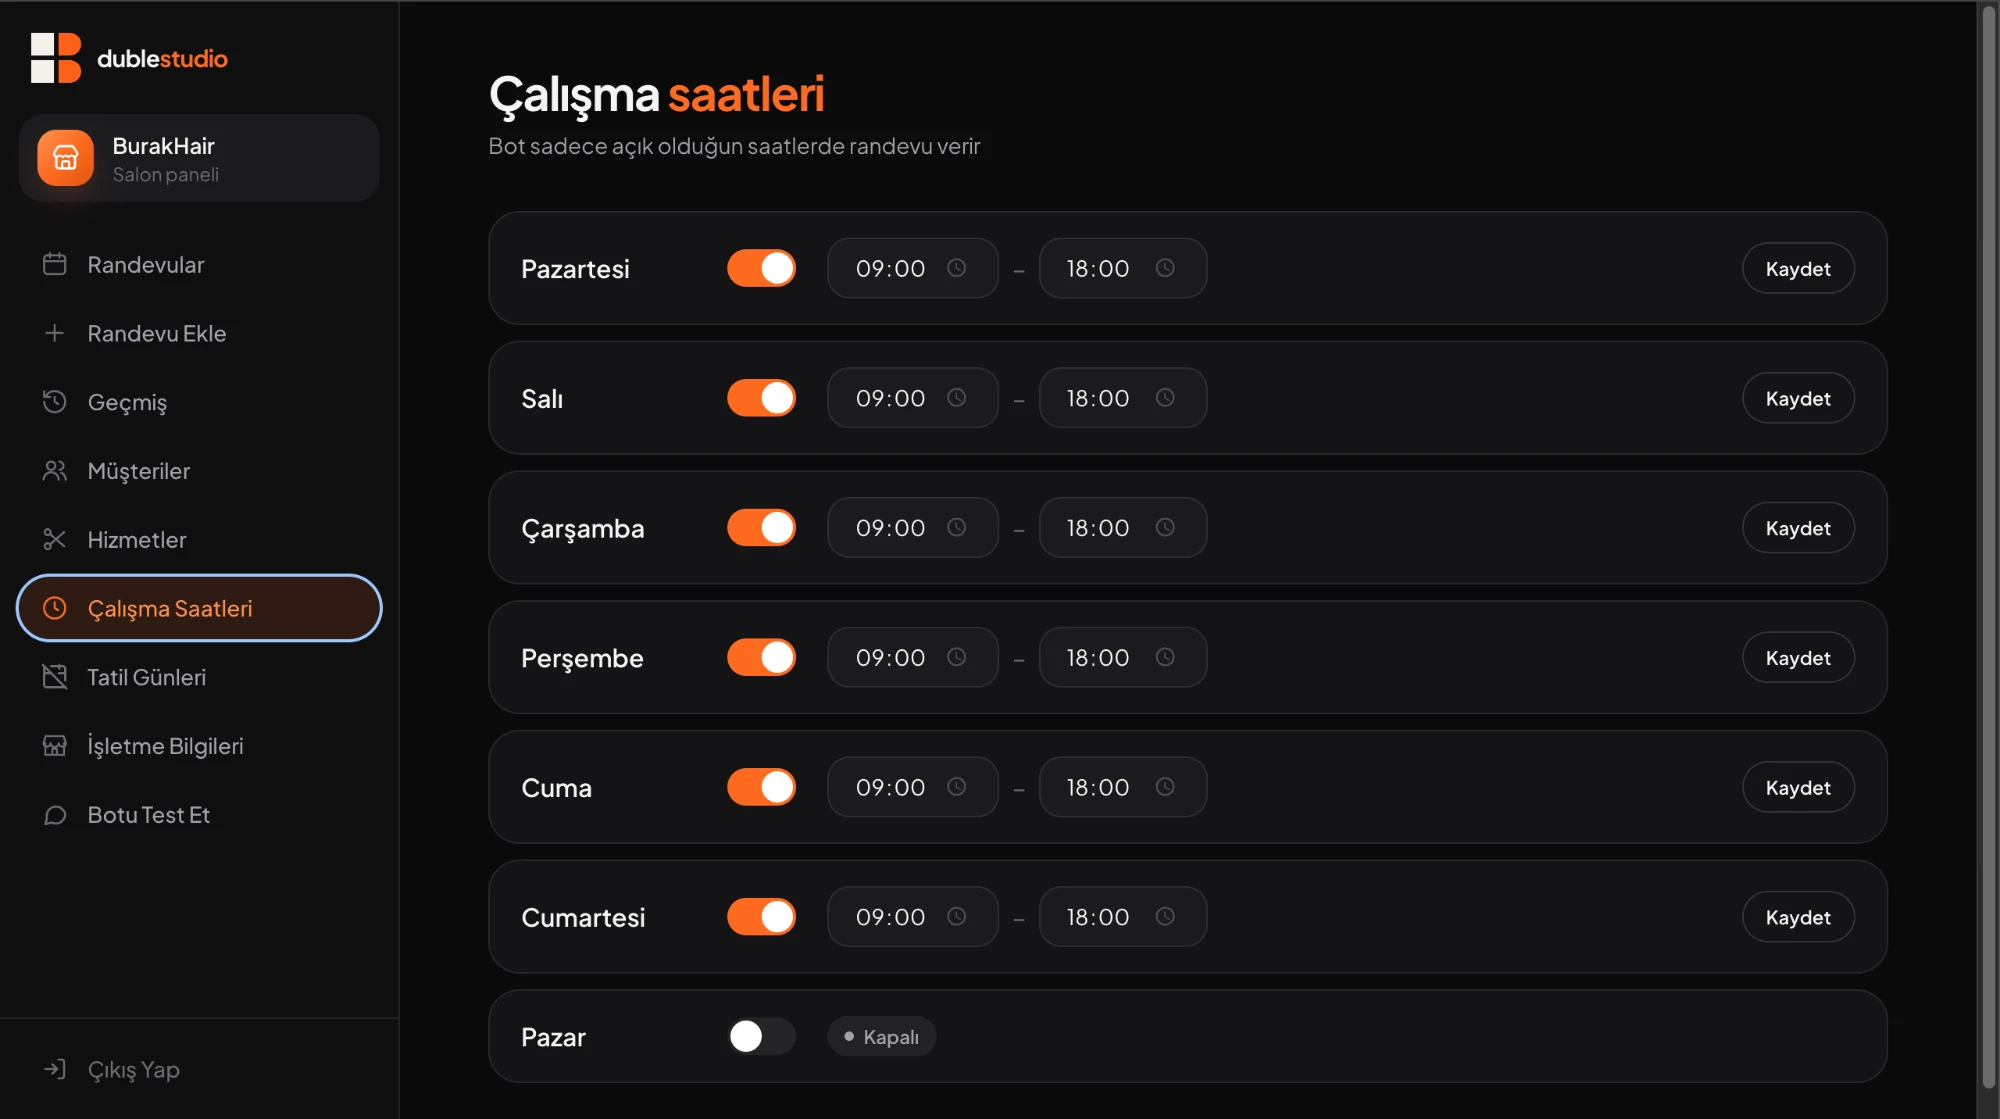 dublestudio
BurakHair
Salon paneli
Randevular
Randevu Ekle
Geçmiş
Müşteriler
Hizmetler
Çalışma Saatleri
Tatil Günleri
İşletme Bilgileri
Botu Test Et
Çıkış Yap
Çalışma saatleri
Bot sadece açık olduğun saatlerde randevu verir
Pazartesi 09:00 – 18:00 Kaydet
Salı 09:00 – 18:00 Kaydet
Çarşamba 09:00 – 18:00 Kaydet
Perşembe 09:00 – 18:00 Kaydet
Cuma 09:00 – 18:00 Kaydet
Cumartesi 09:00 – 18:00 Kaydet
Pazar Kapalı